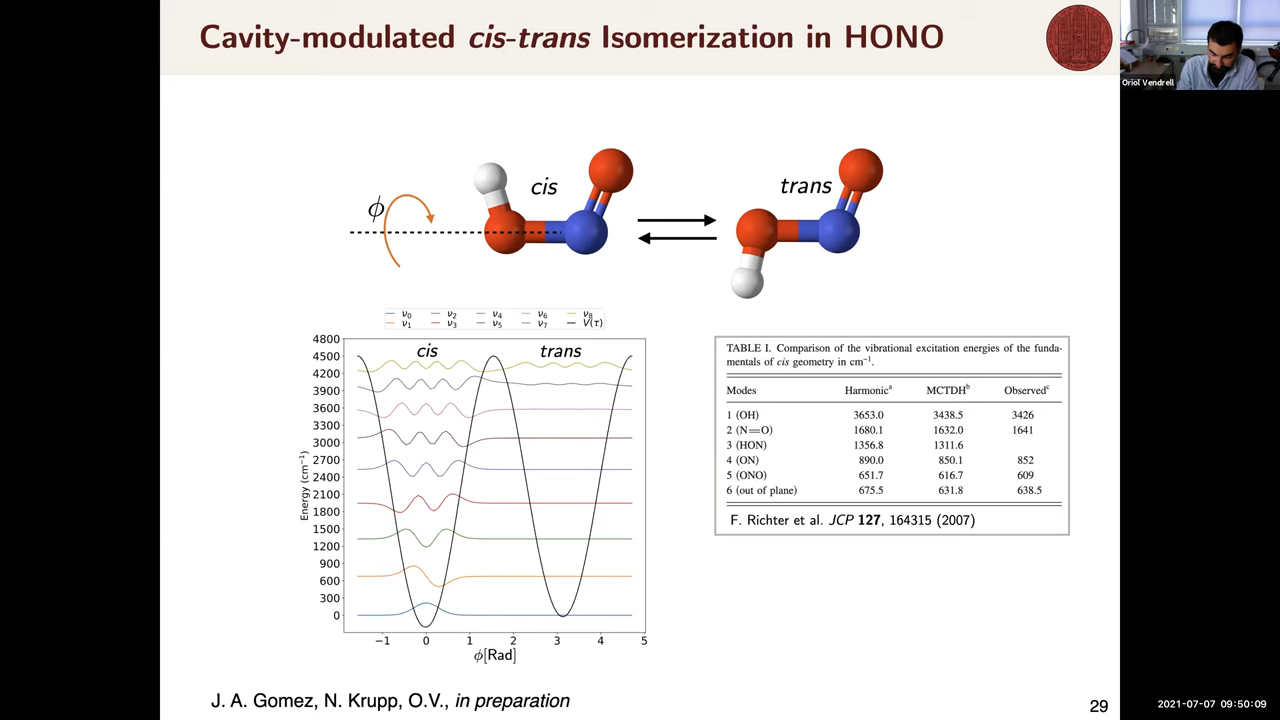 Cavity-modulated cis-trans Isomerization in HONO
Oriol Vendrell
cis
trans
ϕ
ν₀ ν₂ ν₄ ν₆ ν₈
ν₁ ν₃ ν₅ ν₇ V(τ)
cis trans
4800
4500
4200
3900
3600
3300
3000
2700
2400
2100
1800
1500
1200
900
600
300
0
Energy (cm⁻¹)
−1 0 1 2 3 4 5
ϕ[Rad]
TABLE I. Comparison of the vibrational excitation energies of the funda-
mentals of cis geometry in cm⁻¹.
Modes Harmonicᵃ MCTDHᵇ Observedᶜ
1 (OH) 3653.0 3438.5 3426
2 (N=O) 1680.1 1632.0 1641
3 (HON) 1356.8 1311.6
4 (ON) 890.0 850.1 852
5 (ONO) 651.7 616.7 609
6 (out of plane) 675.5 631.8 638.5
F. Richter et al. JCP 127, 164315 (2007)
J. A. Gomez, N. Krupp, O.V., in preparation
29
2021-07-07 09:50:09